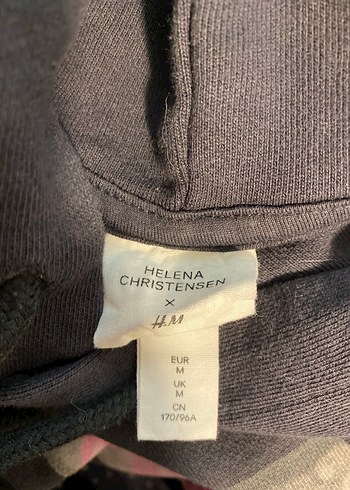 HELENA
CHRISTENSEN
X
H.M
EUR
M
UK
M
CN
170/96A